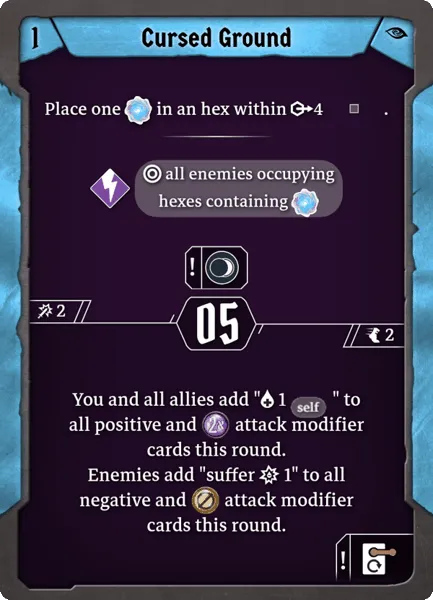 1
Cursed Ground
Place one in an hex within 4 .
all enemies occupying
hexes containing
!
2
05
2
You and all allies add " 1 self " to
all positive and 2x attack modifier
cards this round.
Enemies add "suffer 1" to all
negative and attack modifier
cards this round.
!